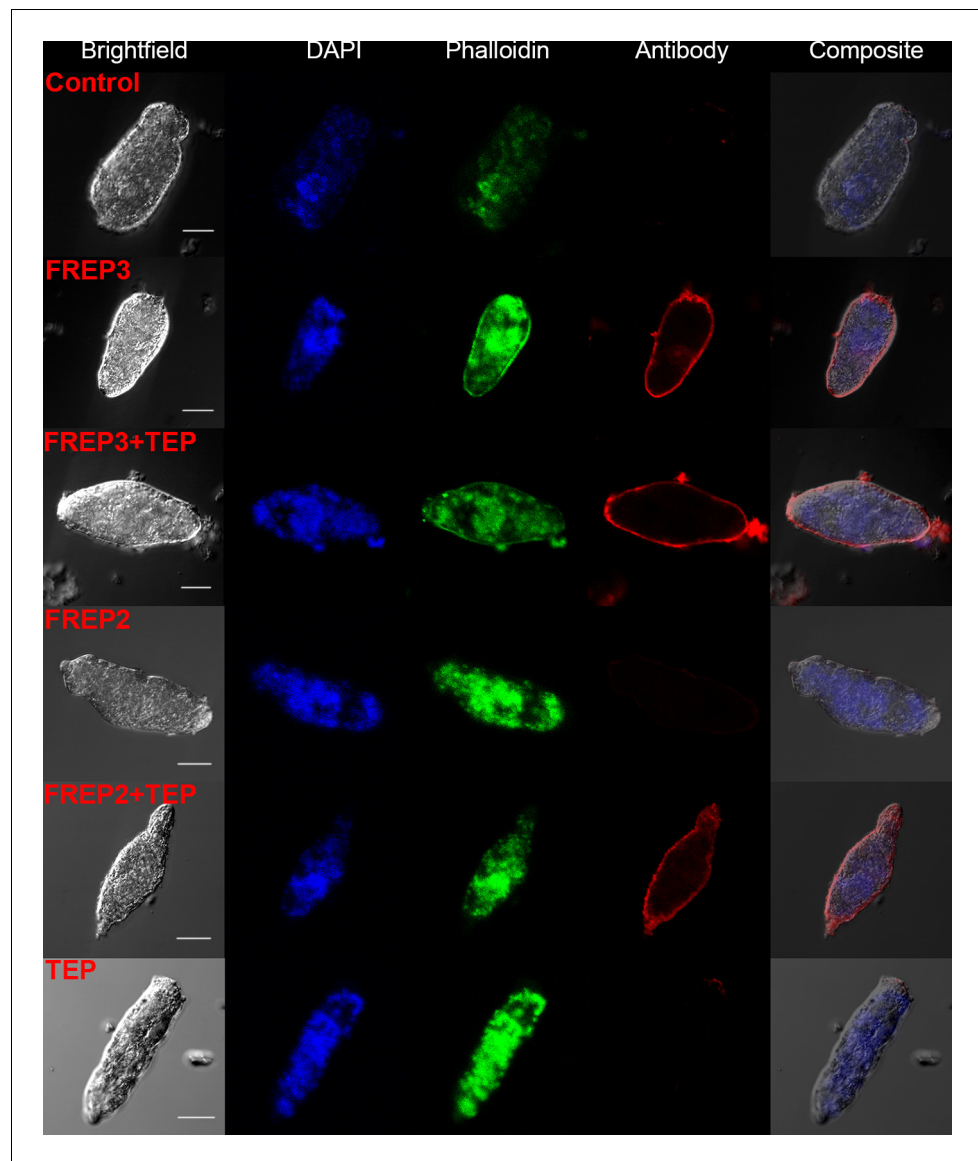 Brightfield DAPI Phalloidin Antibody Composite
Control
FREP3
FREP3+TEP
FREP2
FREP2+TEP
TEP